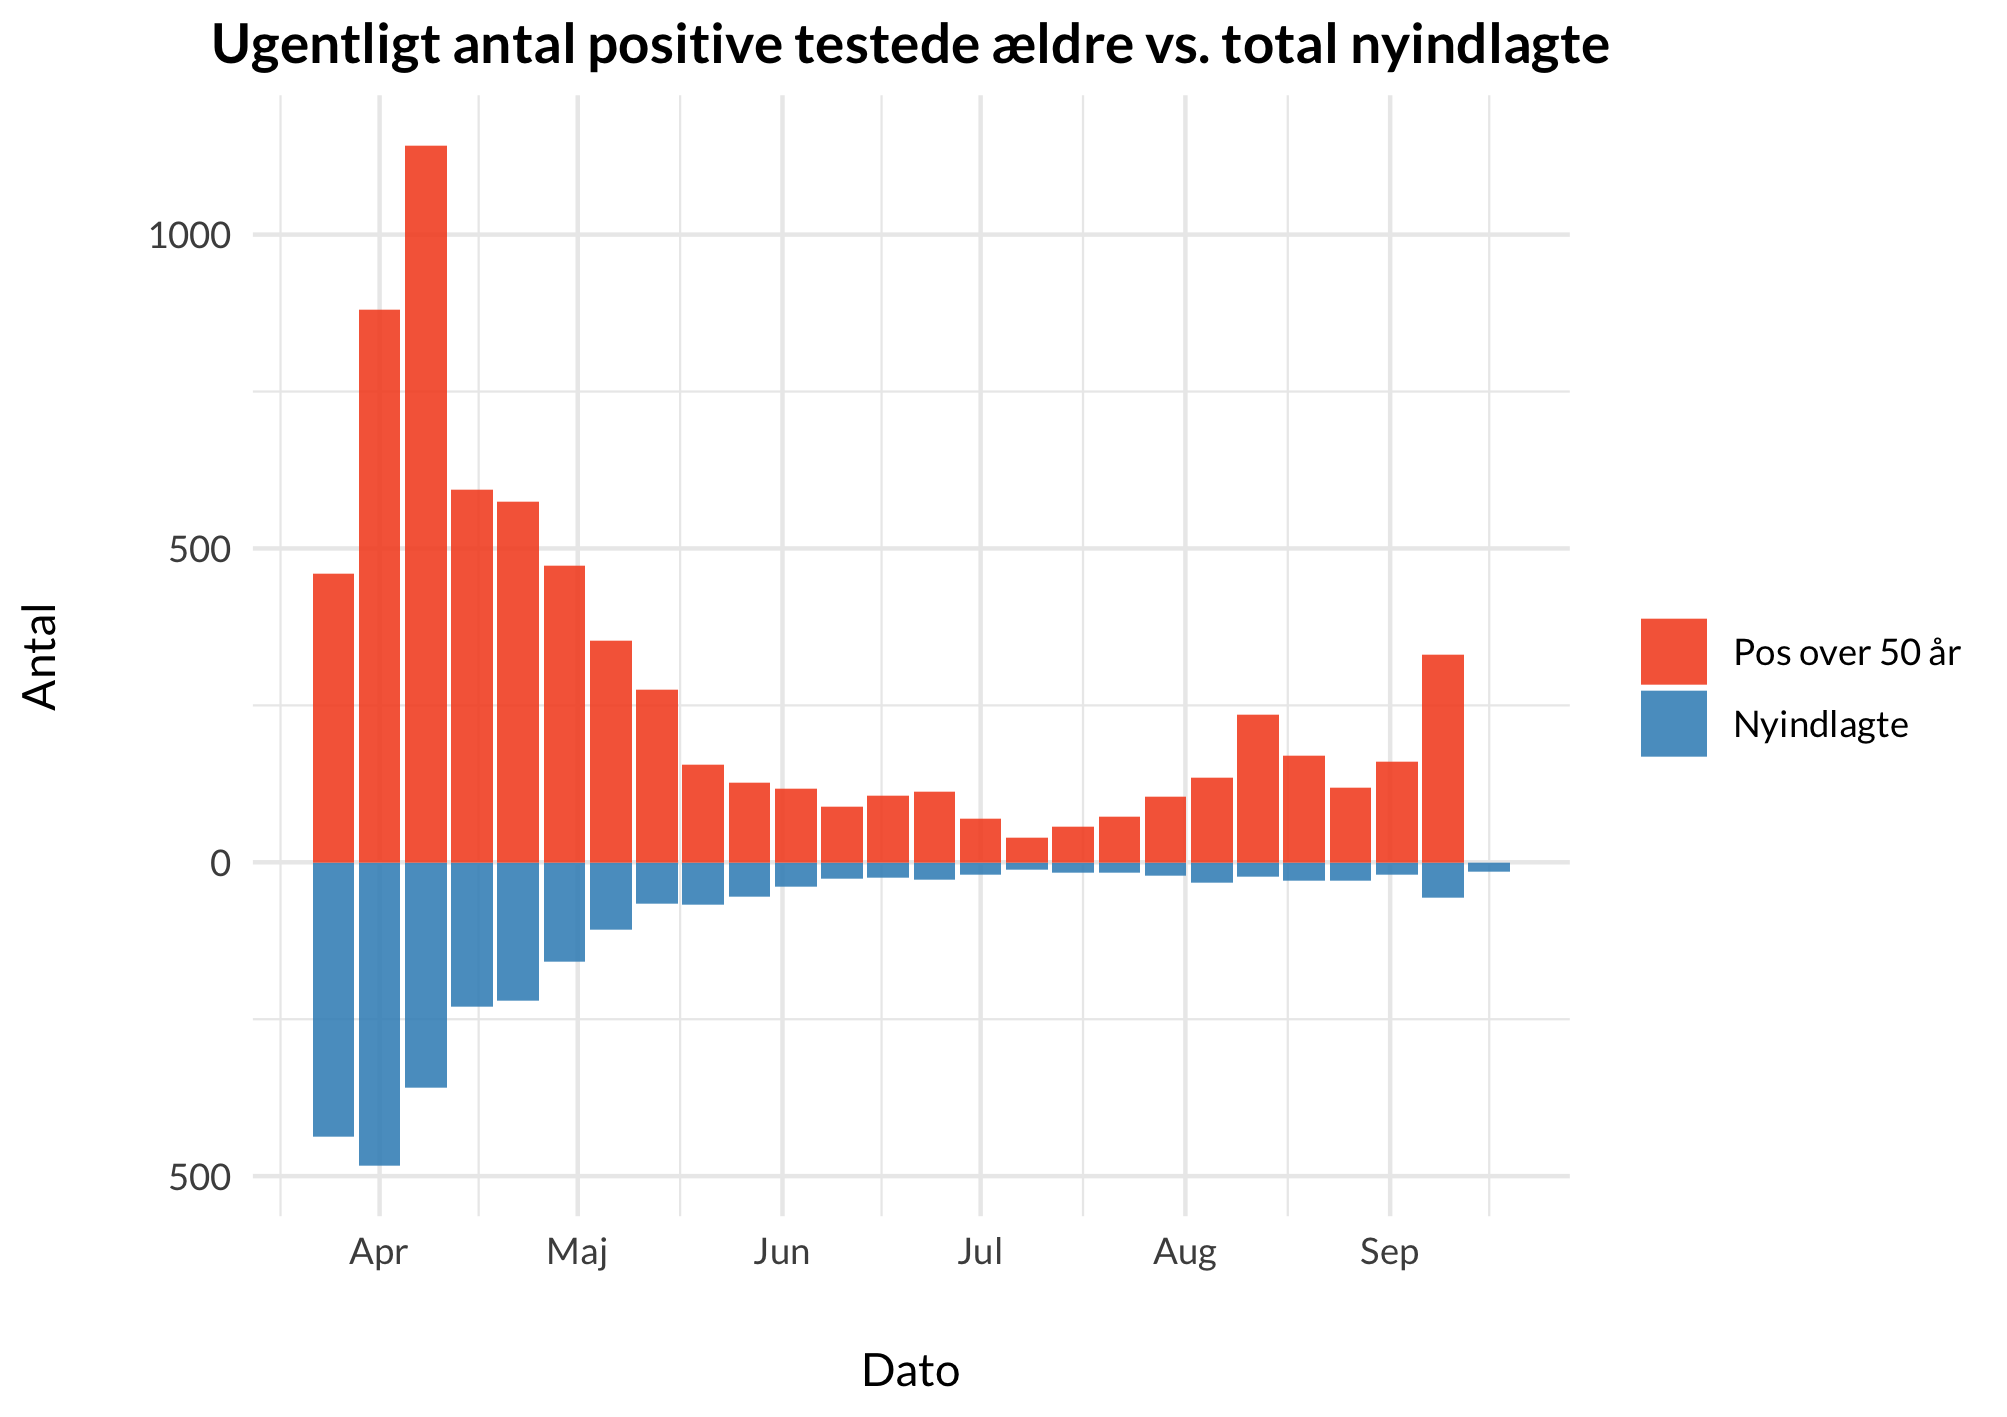 Ugentligt antal positive testede ældre vs. total nyindlagte
1000
500
0
500
Antal
Apr Maj Jun Jul Aug Sep
Dato
Pos over 50 år
Nyindlagte